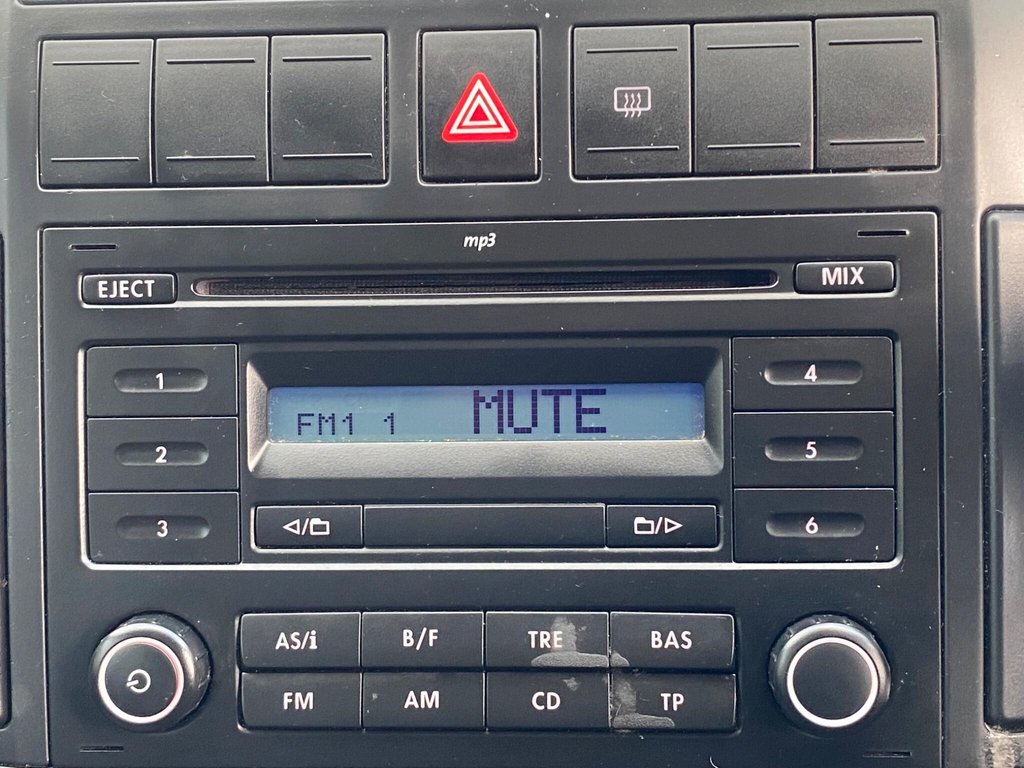 mp3
EJECT
MIX
1
4
FM1 1 MUTE
2
5
3
6
AS/i B/F TRE BAS
FM AM CD TP